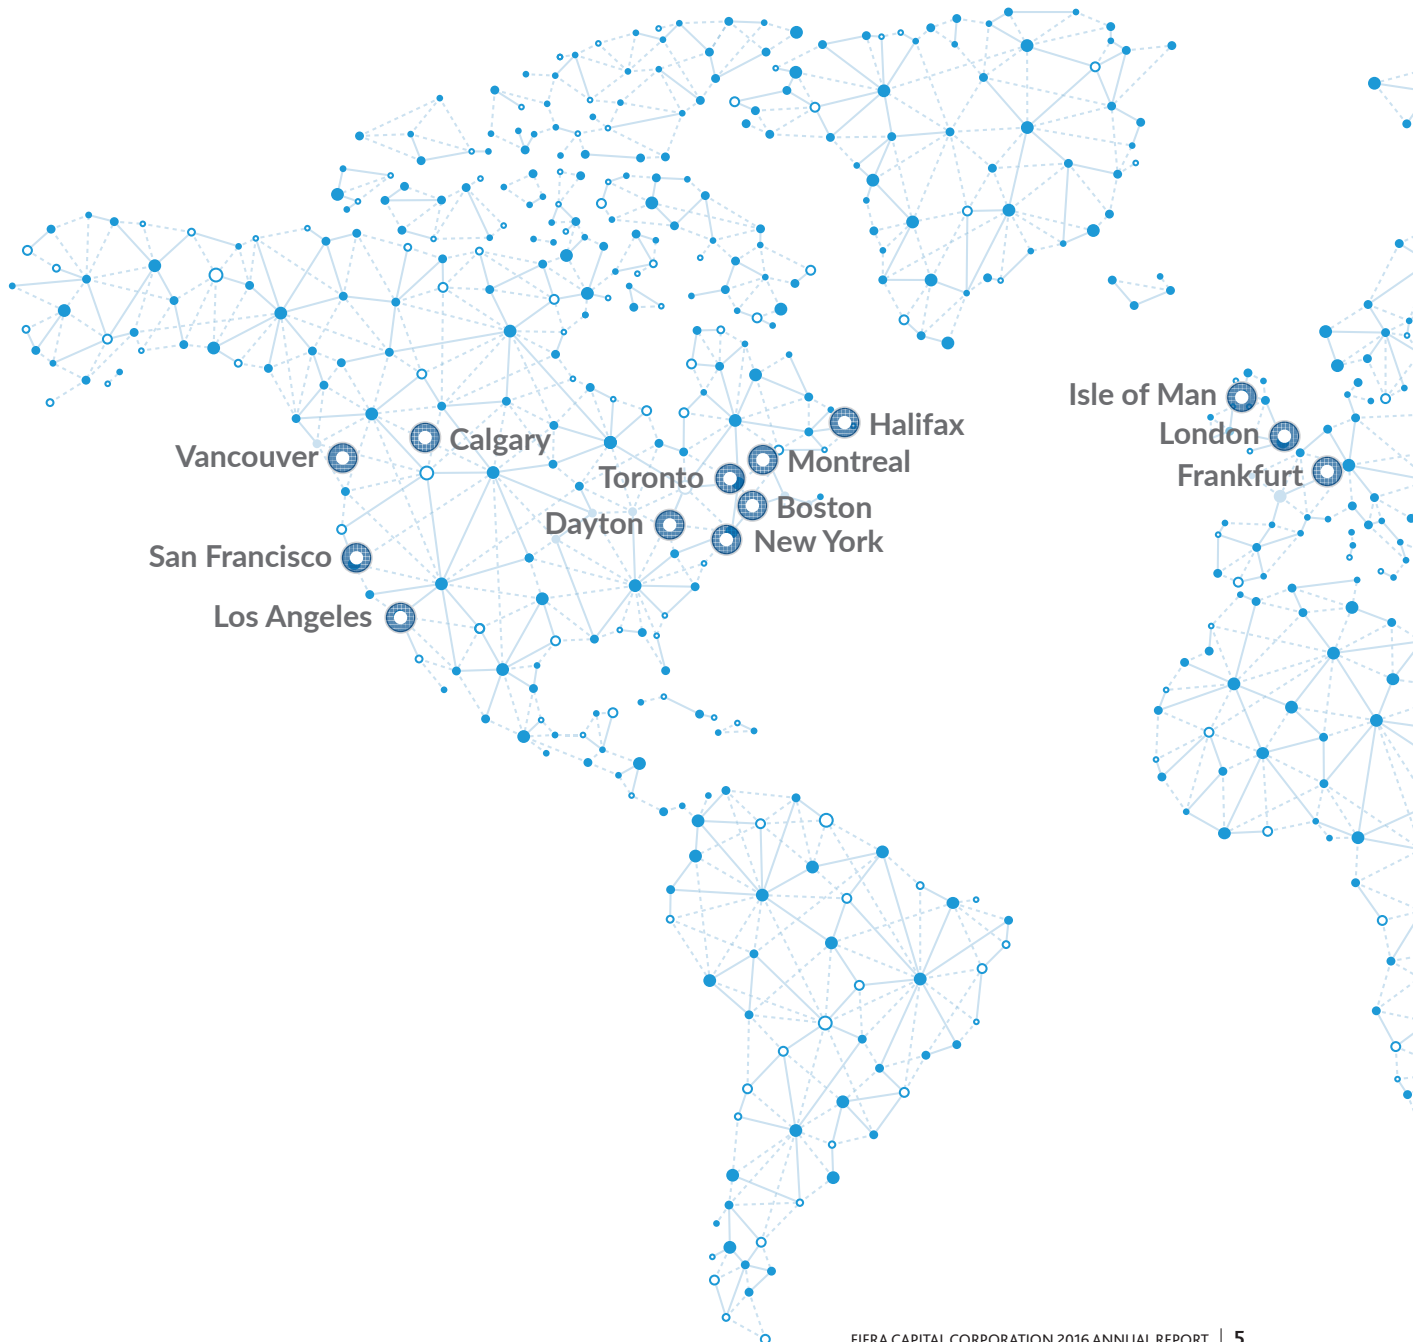 Isle of Man
Halifax
Calgary
London
Vancouver
Montreal
Toronto
Frankfurt
Boston
Dayton
New York
San Francisco
Los Angeles
FIERA CAPITAL CORPORATION 2016 ANNUAL REPORT | 5